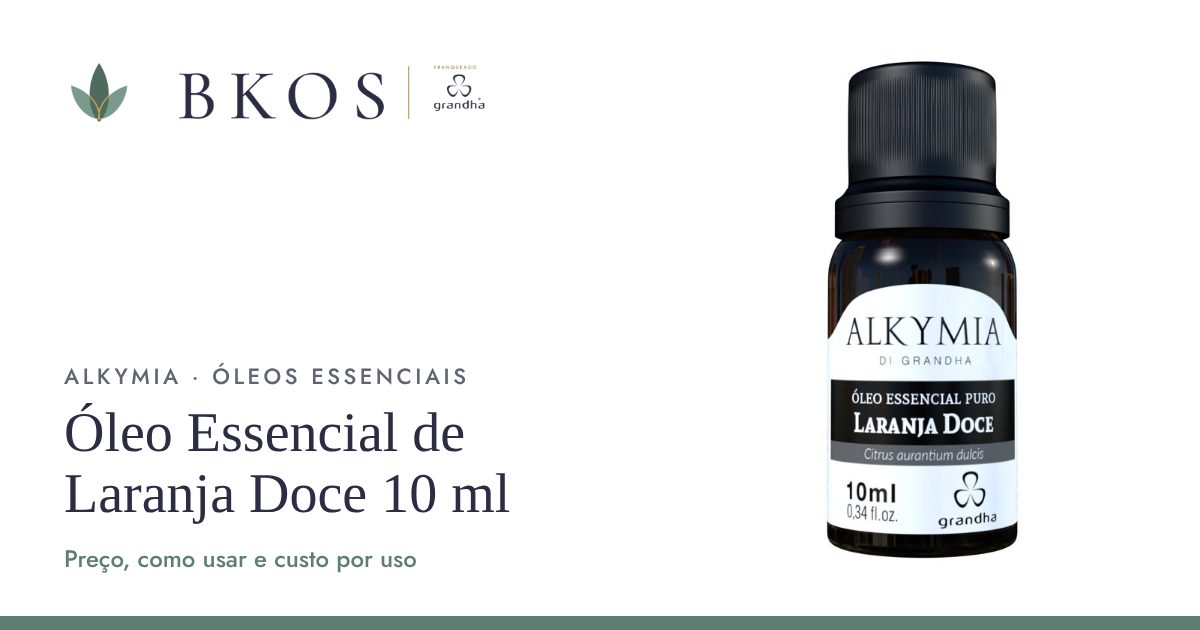 BKOS
FRANQUEADO
grandha
ALKYMIA · ÓLEOS ESSENCIAIS
Óleo Essencial de
Laranja Doce 10 ml
Preço, como usar e custo por uso
ALKYMIA
DI GRANDHA
ÓLEO ESSENCIAL PURO
LARANJA DOCE
Citrus aurantium dulcis
10ml
0,34 fl.oz.
grandha